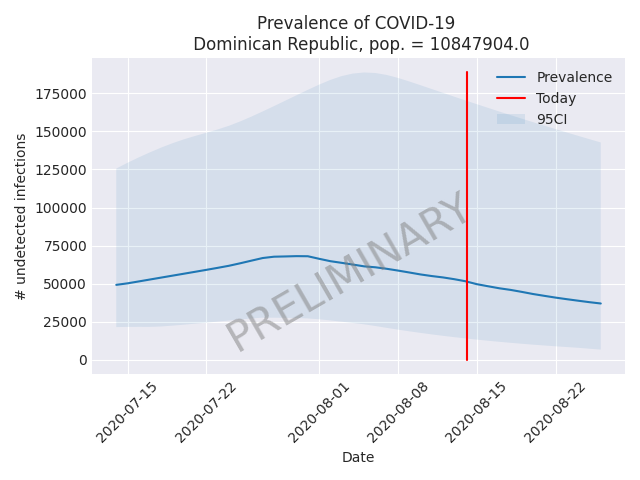 Prevalence of COVID-19
Dominican Republic, pop. = 10847904.0
Prevalence
Today
95CI
# undetected infections
175000
150000
125000
100000
75000
50000
25000
0
PRELIMINARY
2020-07-15
2020-07-22
2020-08-01
2020-08-08
2020-08-15
2020-08-22
Date